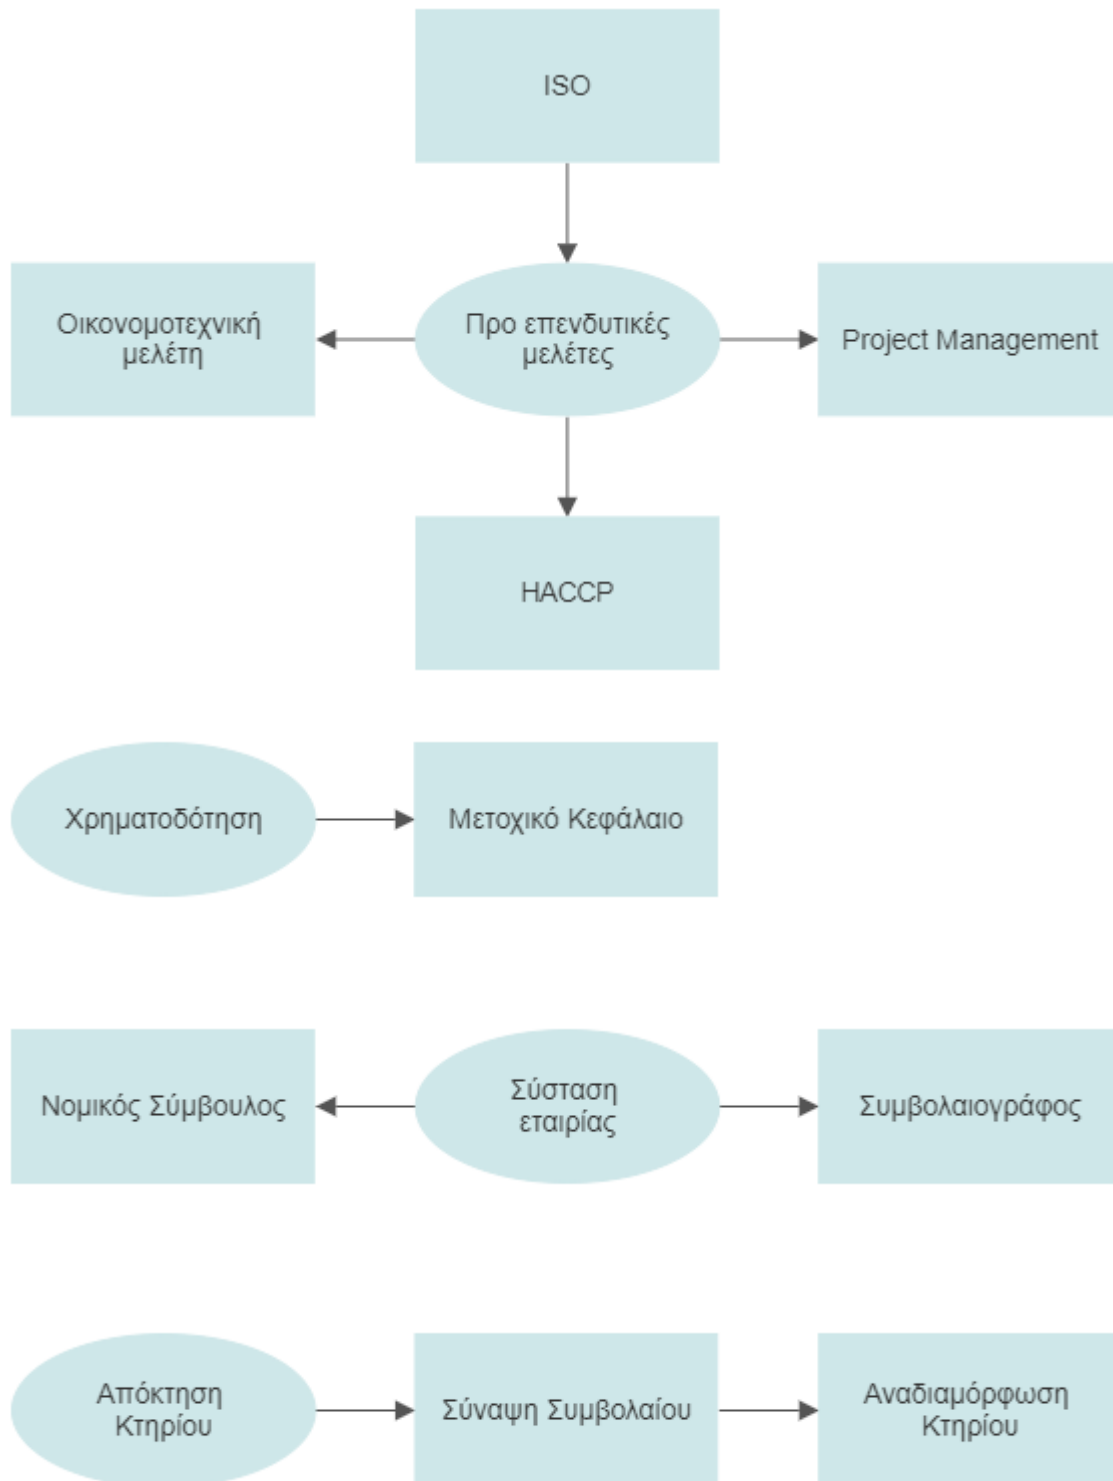 ISO
Οικονομοτεχνική
μελέτη
Προ επενδυτικές
μελέτες
Project Management
HACCP
Χρηματοδότηση
Μετοχικό Κεφάλαιο
Νομικός Σύμβουλος
Σύσταση
εταιρίας
Συμβολαιογράφος
Απόκτηση
Κτηρίου
Σύναψη Συμβολαίου
Αναδιαμόρφωση
Κτηρίου